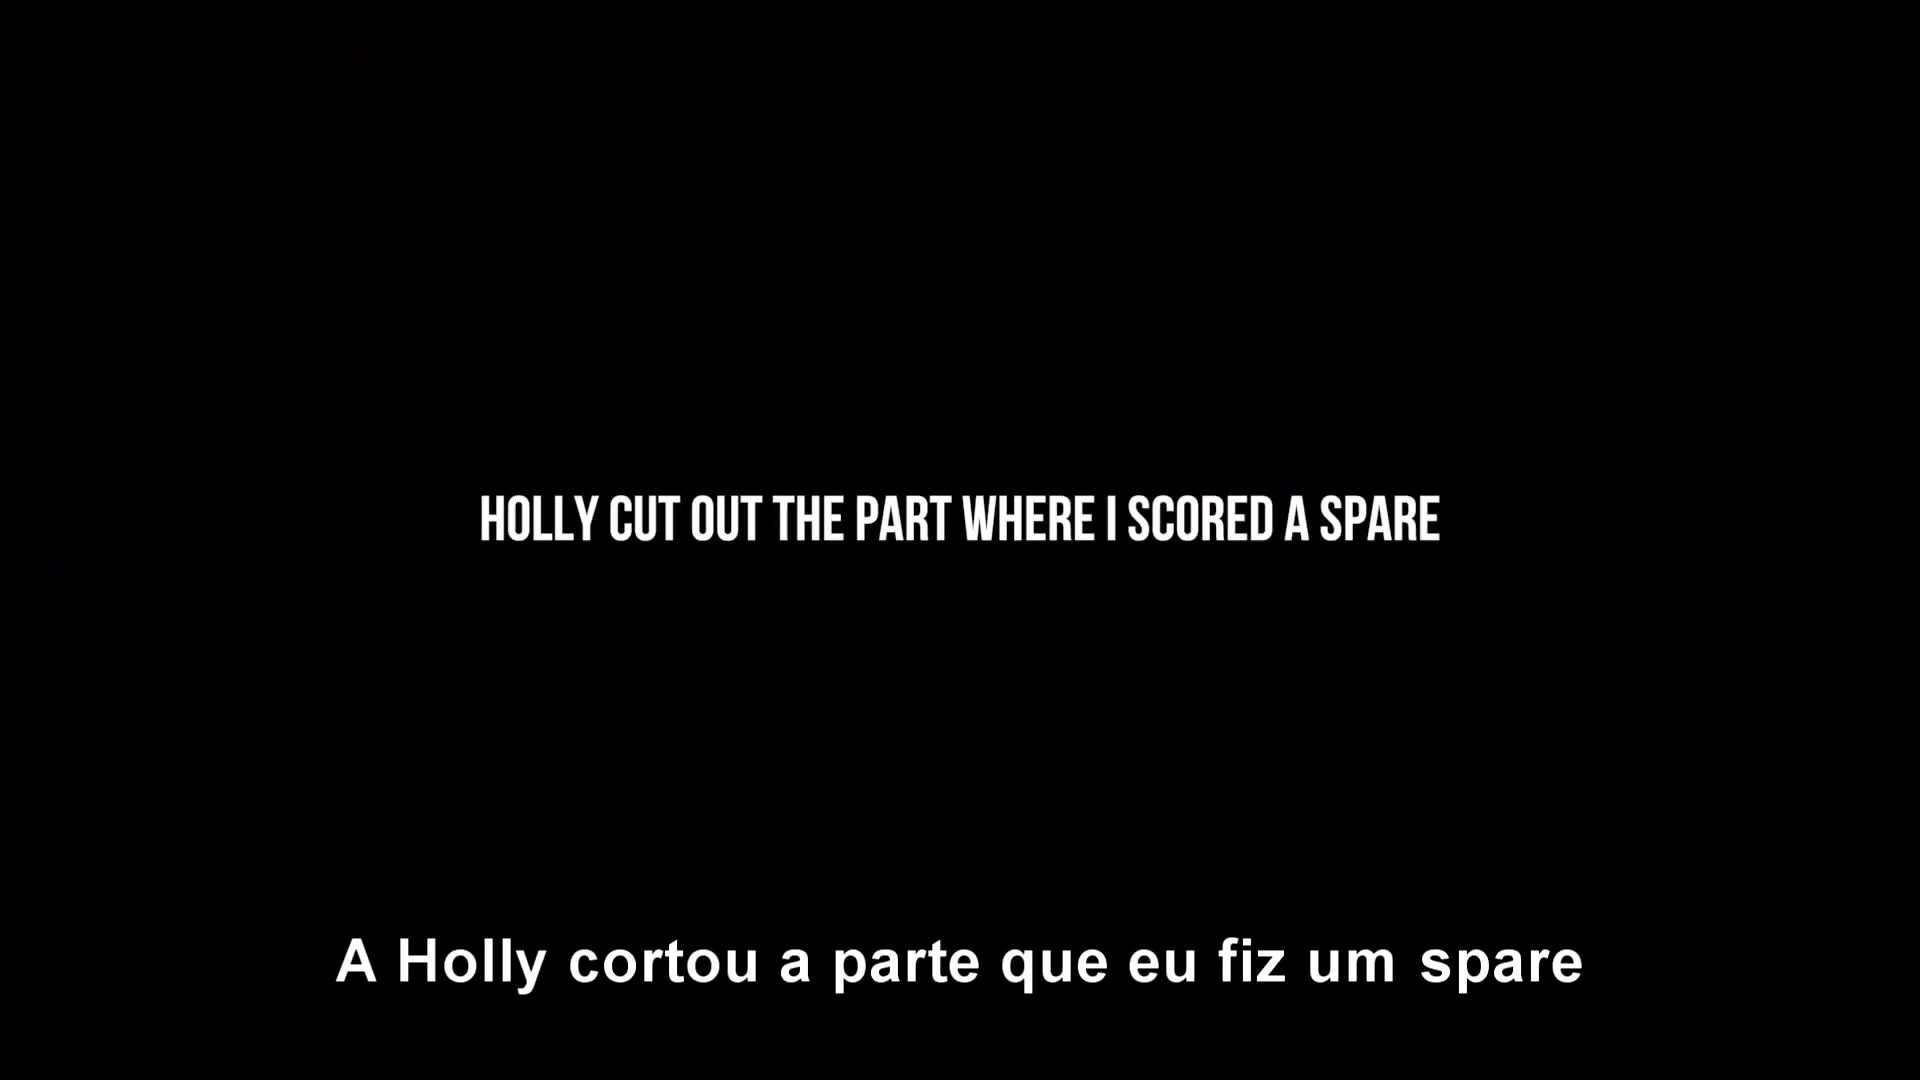 HOLLY CUT OUT THE PART WHERE I SCORED A SPARE
A Holly cortou a parte que eu fiz um spare